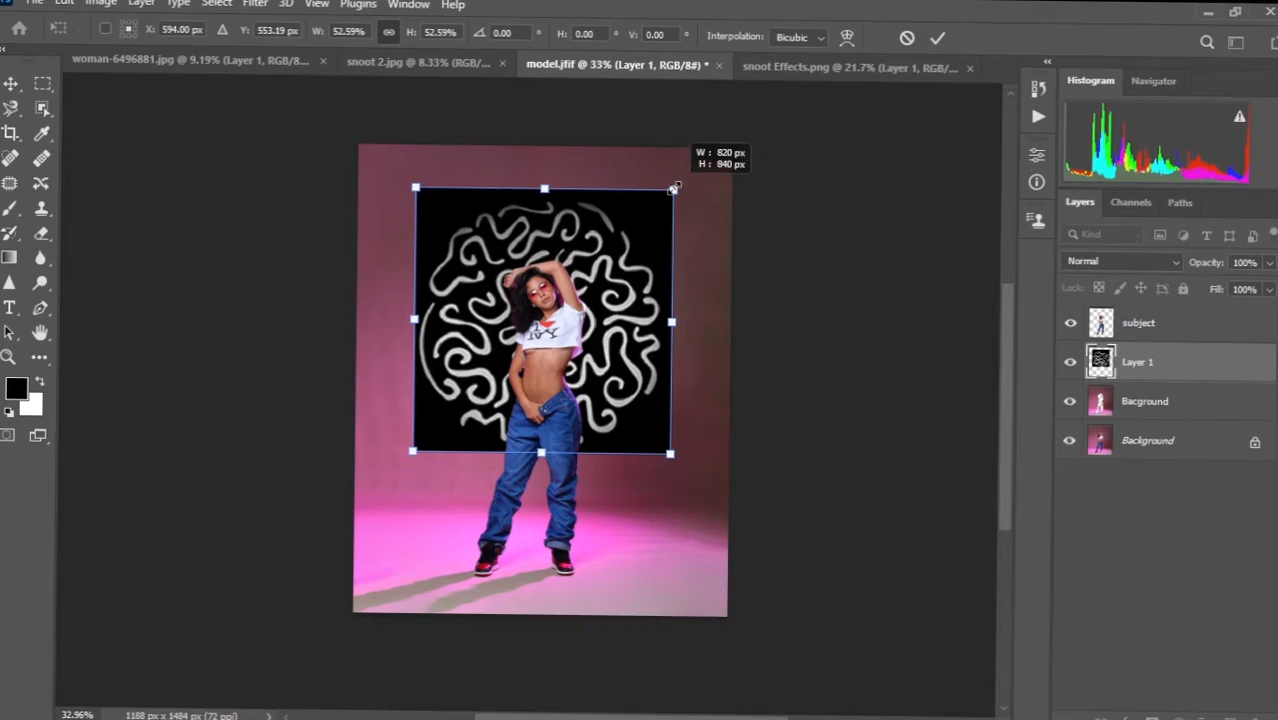 File Edit Image Layer Type Select Filter 3D View Plugins Window Help
X: 594.00 px Y: 553.19 px W: 52.59% H: 52.59% 0.00 ° H: 0.00 ° V: 0.00 ° Interpolation: Bicubic
woman-6496881.jpg @ 9.19% (Layer 1, RGB/8... × snoot 2.jpg @ 8.33% (RGB/... × model.jfif @ 33% (Layer 1, RGB/8#) * × snoot Effects.png @ 21.7% (Layer 1, RGB/... ×
W : 820 px
H : 840 px
I NY
Histogram Navigator
Layers Channels Paths
Kind
Normal Opacity: 100%
Lock: Fill: 100%
subject
Layer 1
Bacground
Background
32.96% 1188 px x 1484 px (72 ppi)